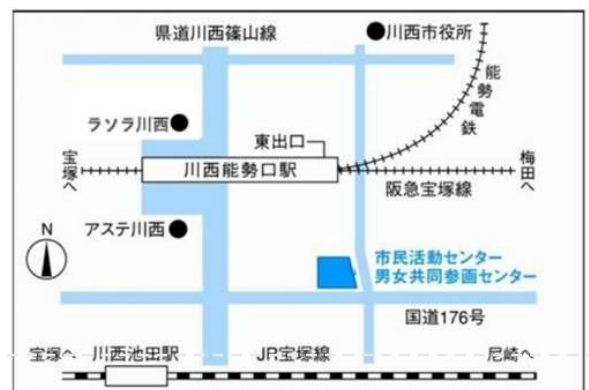 県道川西篠山線
川西市役所
能勢電鉄
ラソラ川西
東出口
宝塚へ
川西能勢口駅
梅田へ
阪急宝塚線
アステ川西
N
市民活動センター
男女共同参画センター
国道176号
宝塚へ
川西池田駅
JR宝塚線
尼崎へ